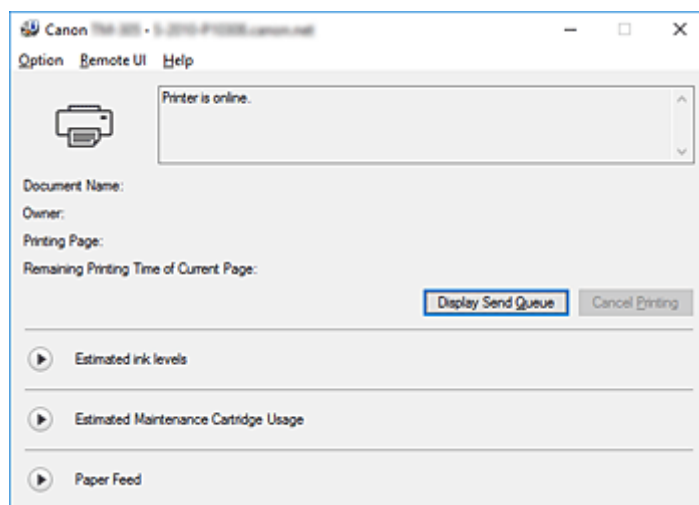 Canon
Option Remote UI Help
Printer is online.
Document Name:
Owner:
Printing Page:
Remaining Printing Time of Current Page:
Display Send Queue Cancel Printing
Estimated ink levels
Estimated Maintenance Cartridge Usage
Paper Feed